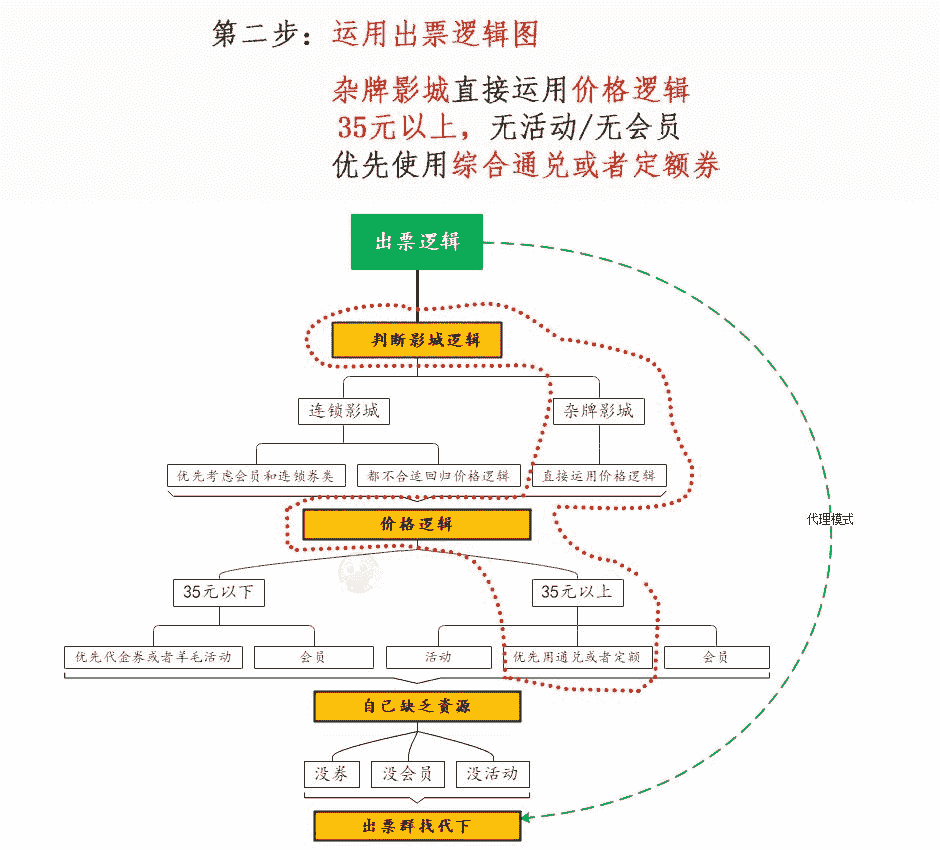 第二步：运用出票逻辑图
杂牌影城直接运用价格逻辑
35元以上，无活动/无会员
优先使用综合通兑或者定额券
出票逻辑
判断影城逻辑
连锁影城
杂牌影城
优先考虑会员和连锁券类
都不合适回归价格逻辑
直接运用价格逻辑
价格逻辑
代理模式
35元以下
35元以上
优先代金券或者羊毛活动
会员
活动
优先用通兑或者定额
会员
自己缺乏资源
没券
没会员
没活动
出票群找代下